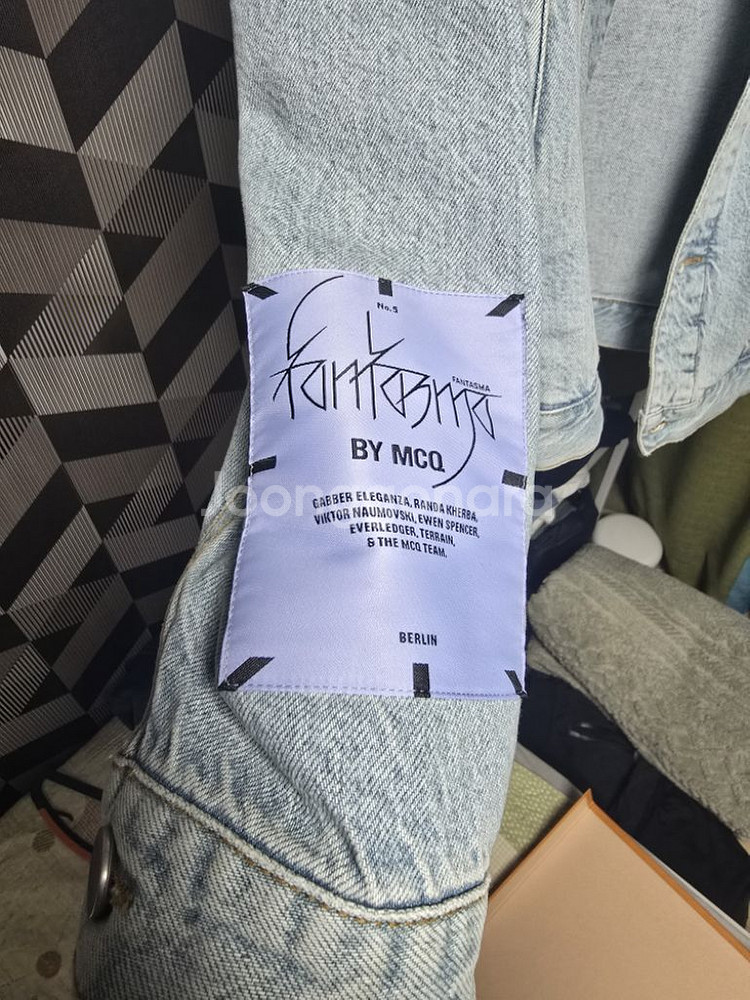 No.5
fantasma
FANTASMA
BY MCQ
Joongonara
GABBER ELEGANZA, RANDA KHERBA,
VIKTOR NAUMOVSKI, EWEN SPENCER,
EVERLEDGER, TERRAIN,
& THE MCQ TEAM.
BERLIN